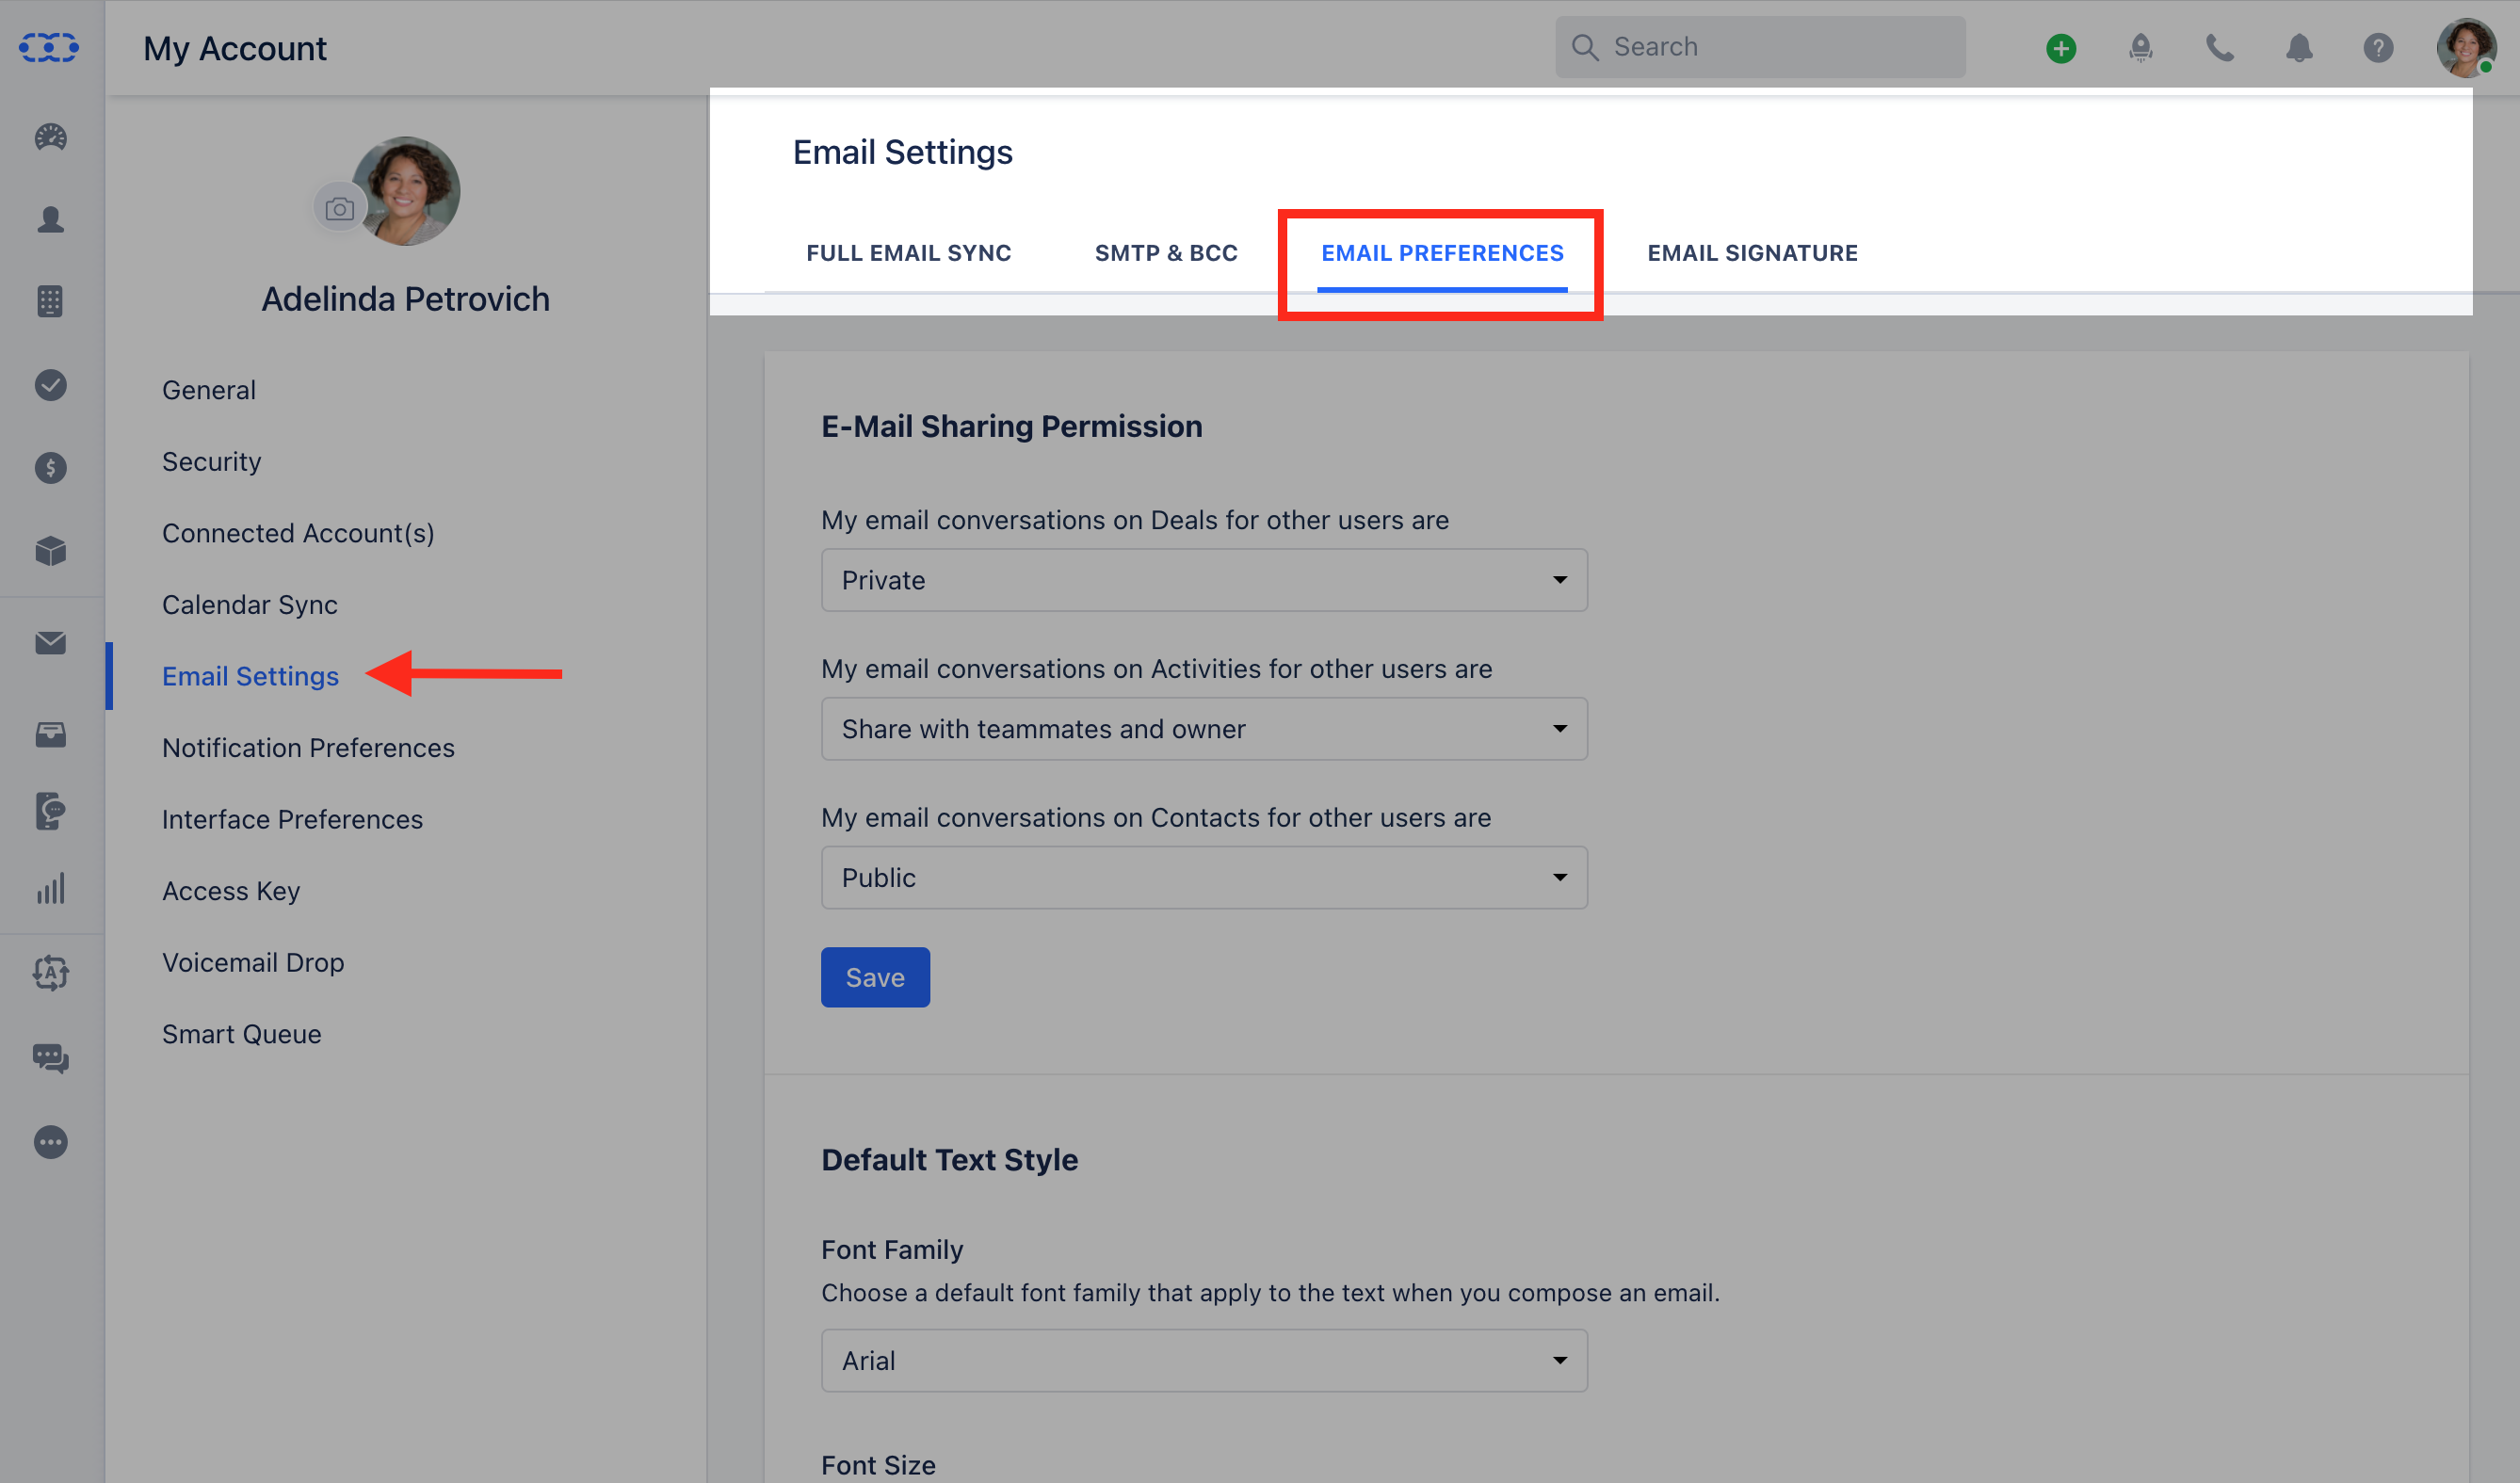 My Account
Search
Adelinda Petrovich
General
Security
Connected Account(s)
Calendar Sync
Email Settings
Notification Preferences
Interface Preferences
Access Key
Voicemail Drop
Smart Queue
Email Settings
FULL EMAIL SYNC SMTP & BCC EMAIL PREFERENCES EMAIL SIGNATURE
E-Mail Sharing Permission
My email conversations on Deals for other users are
Private
My email conversations on Activities for other users are
Share with teammates and owner
My email conversations on Contacts for other users are
Public
Save
Default Text Style
Font Family
Choose a default font family that apply to the text when you compose an email.
Arial
Font Size